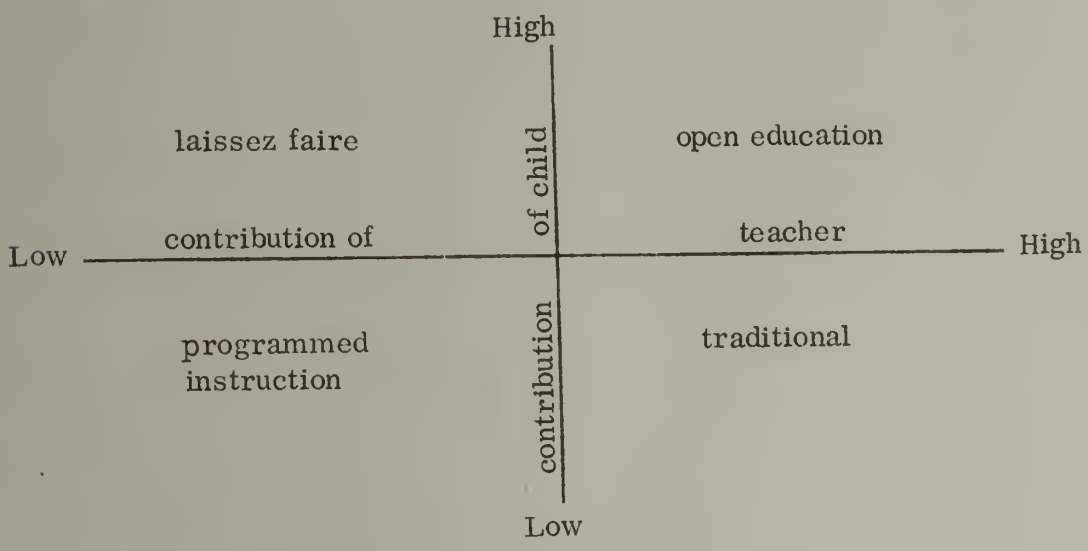 High
laissez faire
open education
of child
contribution of
teacher
Low
High
contribution
programmed
instruction
traditional
Low